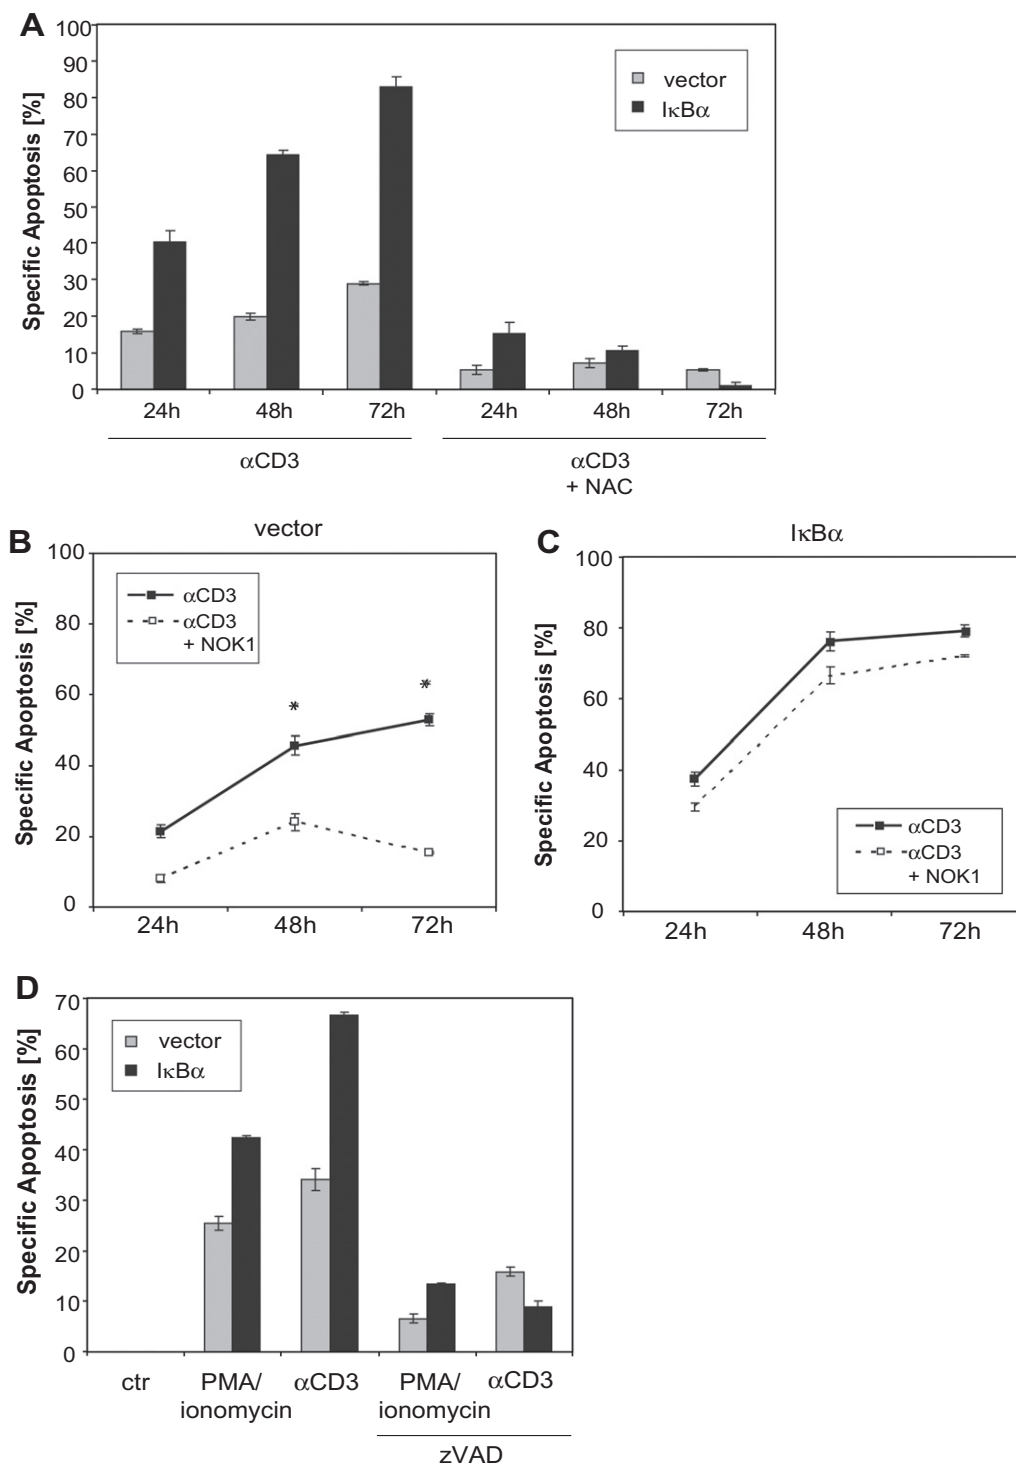 A
Specific Apoptosis [%]
100
90
80
70
60
50
40
30
20
10
0
vector
IκBα
24h 48h 72h 24h 48h 72h
αCD3 αCD3
+ NAC
B
vector
Specific Apoptosis [%]
100
80
60
40
20
0
αCD3
αCD3
+ NOK1
* *
24h 48h 72h
C
IκBα
Specific Apoptosis [%]
100
80
60
40
20
0
αCD3
αCD3
+ NOK1
24h 48h 72h
D
Specific Apoptosis [%]
70
60
50
40
30
20
10
0
vector
IκBα
ctr PMA/ αCD3 PMA/ αCD3
ionomycin ionomycin
zVAD